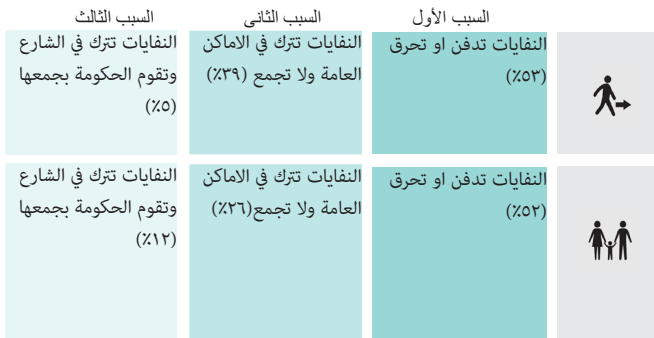 السبب الأول
السبب الثاني
السبب الثالث
النفايات تدفن او تحرق
(٥٣٪)
النفايات تترك في الاماكن
العامة ولا تجمع (٣٩٪)
النفايات تترك في الشارع
وتقوم الحكومة بجمعها
(٥٪)
النفايات تدفن او تحرق
(٥٢٪)
النفايات تترك في الاماكن
العامة ولا تجمع(٢٦٪)
النفايات تترك في الشارع
وتقوم الحكومة بجمعها
(١٢٪)